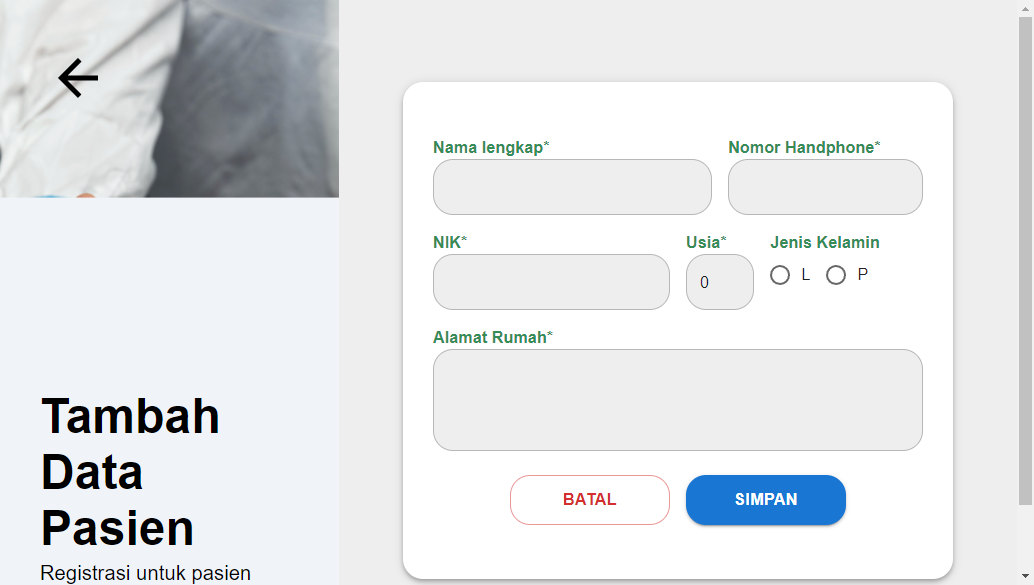 Tambah
Data
Pasien
Registrasi untuk pasien
Nama lengkap*
Nomor Handphone*
NIK*
Usia*
Jenis Kelamin
0
L
P
Alamat Rumah*
BATAL
SIMPAN